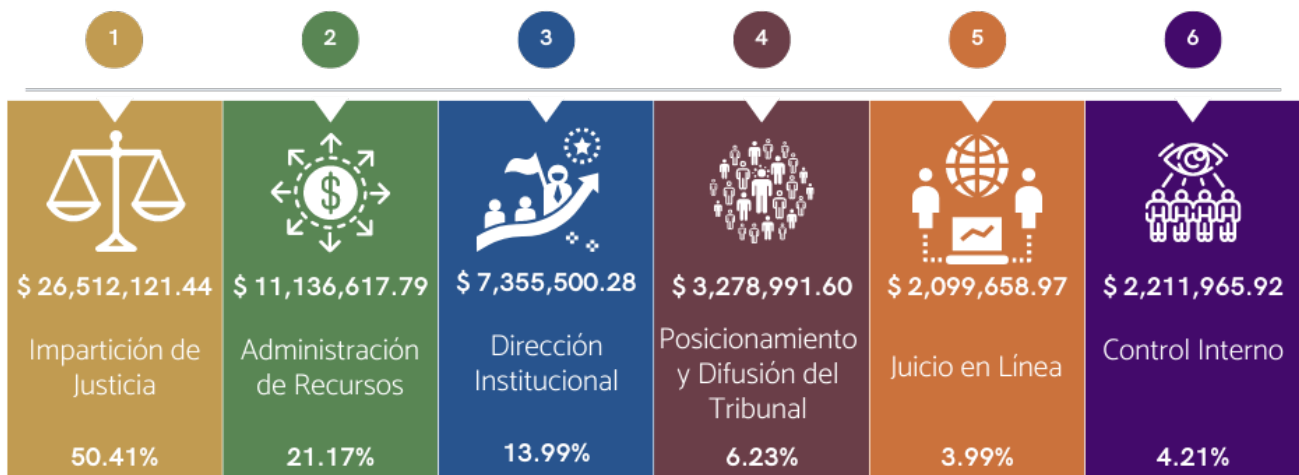 1
2
3
4
5
6
$ 26,512,121.44
Impartición de
Justicia
50.41%
$ 11,136,617.79
Administración
de Recursos
21.17%
$ 7,355,500.28
Dirección
Institucional
13.99%
$ 3,278,991.60
Posicionamiento
y Difusión del
Tribunal
6.23%
$ 2,099,658.97
Juicio en Línea
3.99%
$ 2,211,965.92
Control Interno
4.21%